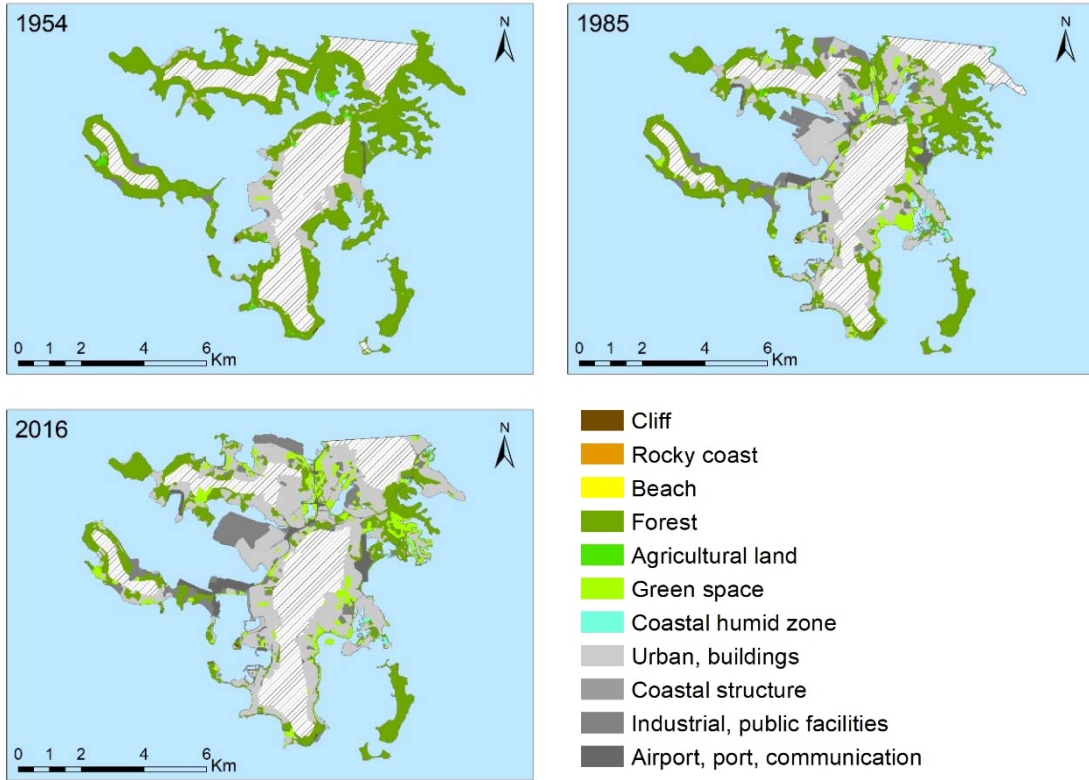 1954
N
0 1 2 4 6
Km
1985
N
0 1 2 4 6
Km
2016
N
0 1 2 4 6
Km
Cliff
Rocky coast
Beach
Forest
Agricultural land
Green space
Coastal humid zone
Urban, buildings
Coastal structure
Industrial, public facilities
Airport, port, communication